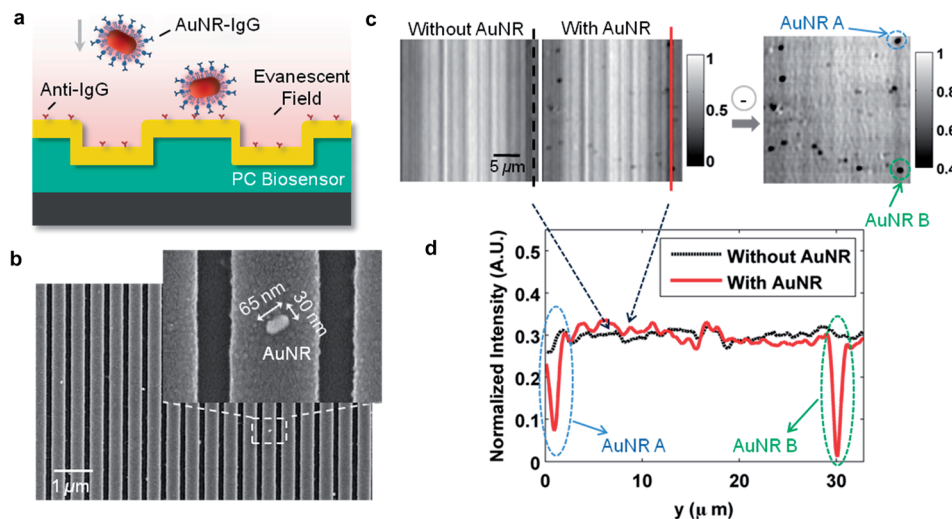 a
AuNR-IgG
Anti-IgG
Evanescent
Field
PC Biosensor
b
65 nm
30 nm
AuNR
1 µm
c
Without AuNR
With AuNR
5 µm
1
0.5
0
-
AuNR A
1
0.8
0.6
0.4
AuNR B
d
Normalized Intensity (A.U.)
0.5
0.4
0.3
0.2
0.1
0
Without AuNR
With AuNR
AuNR A
AuNR B
0 10 20 30
y (μ m)